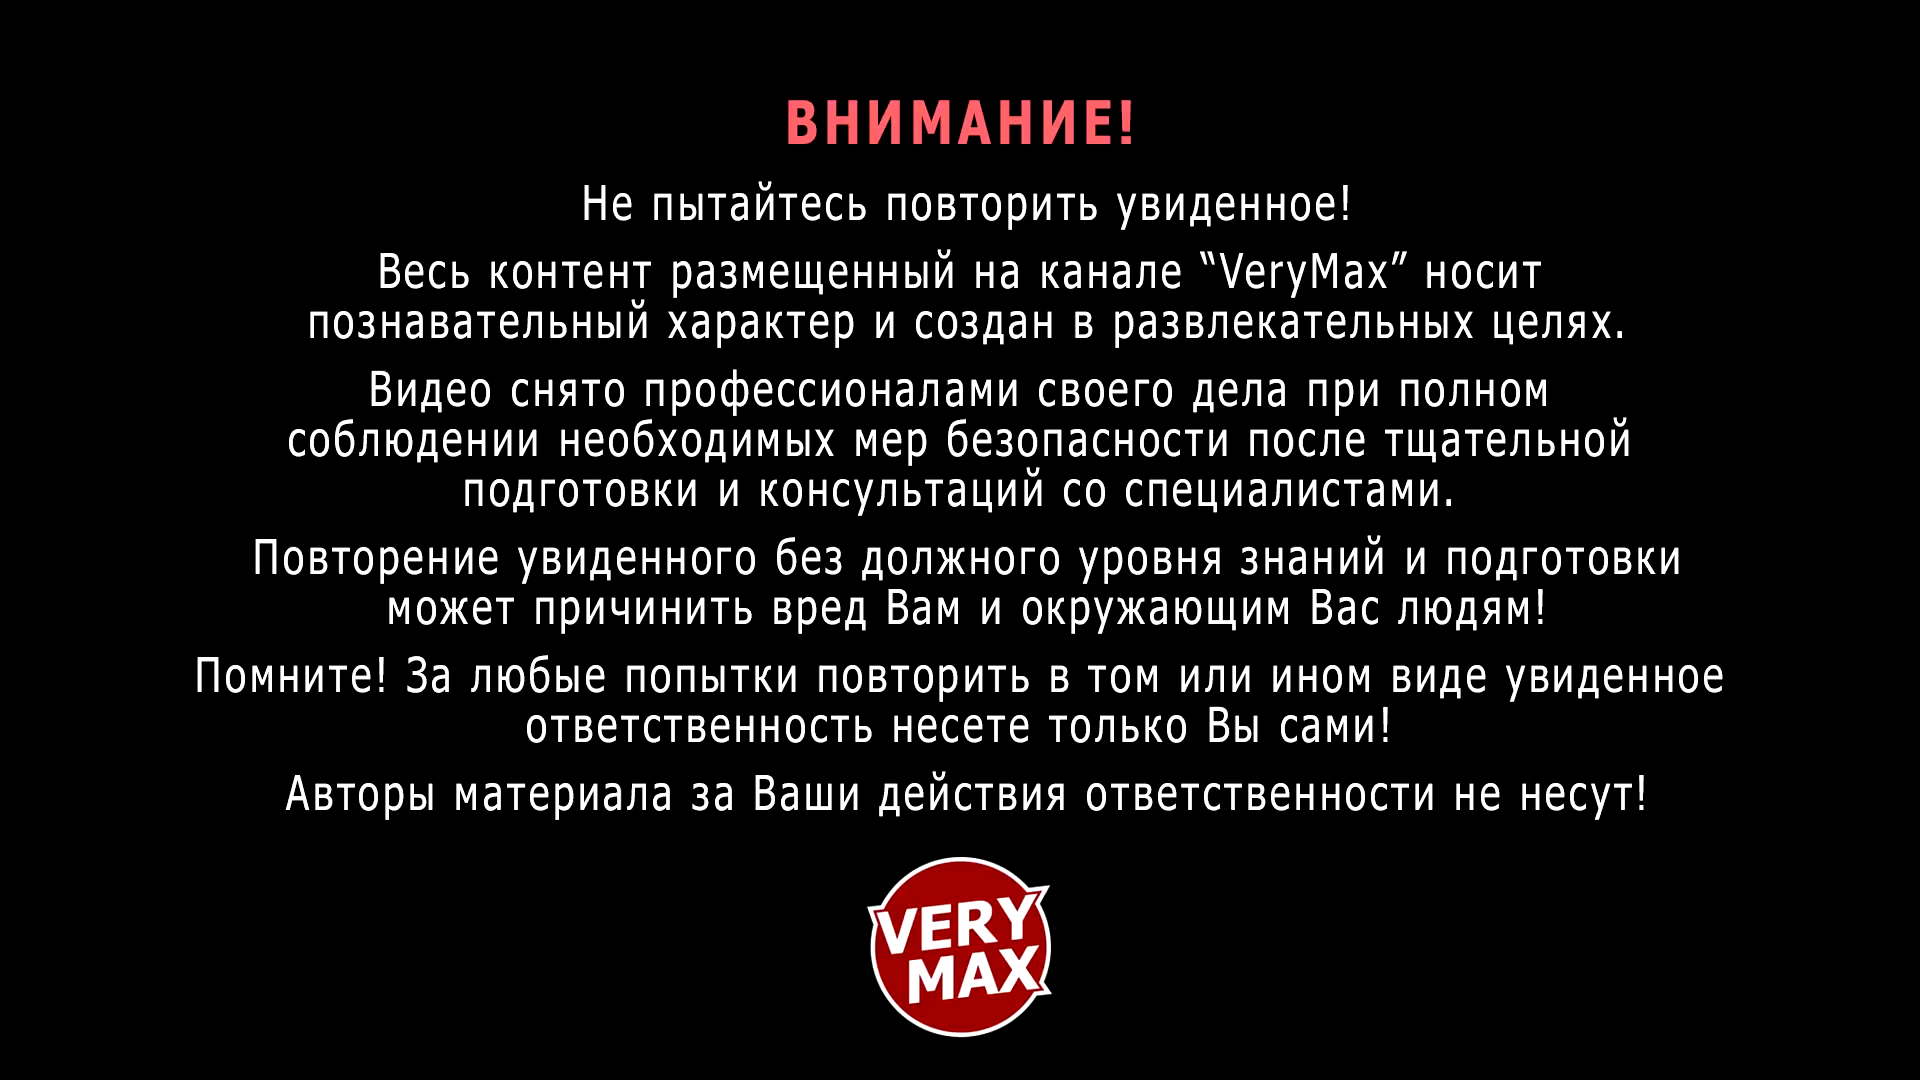 ВНИМАНИЕ!
Не пытайтесь повторить увиденное!
Весь контент размещенный на канале “VeryMax” носит
познавательный характер и создан в развлекательных целях.
Видео снято профессионалами своего дела при полном
соблюдении необходимых мер безопасности после тщательной
подготовки и консультаций со специалистами.
Повторение увиденного без должного уровня знаний и подготовки
может причинить вред Вам и окружающим Вас людям!
Помните! За любые попытки повторить в том или ином виде увиденное
ответственность несете только Вы сами!
Авторы материала за Ваши действия ответственности не несут!
VERY
MAX